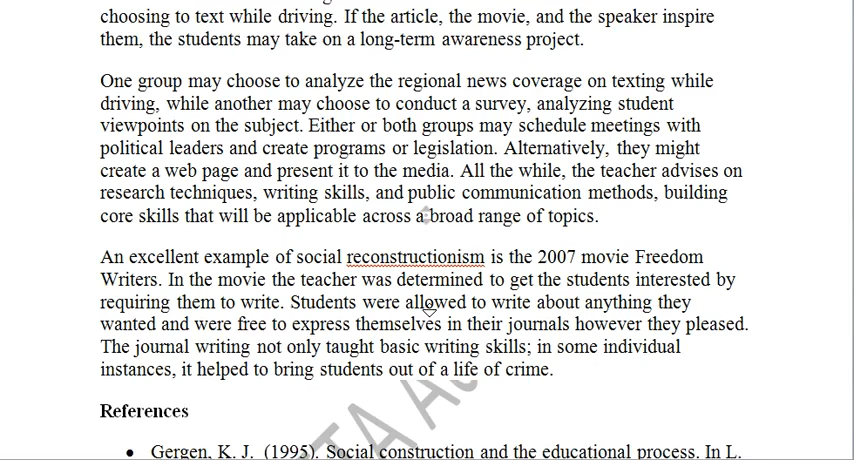 choosing to text while driving. If the article, the movie, and the speaker inspire
them, the students may take on a long-term awareness project.
One group may choose to analyze the regional news coverage on texting while
driving, while another may choose to conduct a survey, analyzing student
viewpoints on the subject. Either or both groups may schedule meetings with
political leaders and create programs or legislation. Alternatively, they might
create a web page and present it to the media. All the while, the teacher advises on
research techniques, writing skills, and public communication methods, building
core skills that will be applicable across a broad range of topics.
An excellent example of social reconstructionism is the 2007 movie Freedom
Writers. In the movie the teacher was determined to get the students interested by
requiring them to write. Students were allowed to write about anything they
wanted and were free to express themselves in their journals however they pleased.
The journal writing not only taught basic writing skills; in some individual
instances, it helped to bring students out of a life of crime.
References
• Gergen, K. J. (1995). Social construction and the educational process. In L.